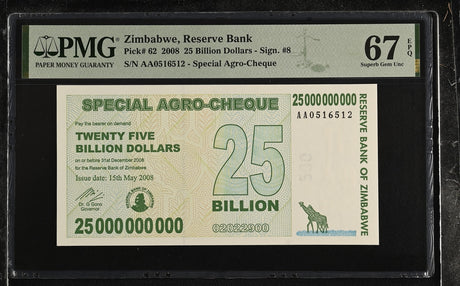 PMG
PAPER MONEY GUARANTY
Zimbabwe, Reserve Bank
Pick# 62 2008 25 Billion Dollars - Sign. #8
S/N AA0516512 - Special Agro-Cheque
67 EPQ
Superb Gem Unc
SPECIAL AGRO-CHEQUE
25000000000
AA0516512
Pay the bearer on demand
TWENTY FIVE
BILLION DOLLARS
on or before 31st December 2008
for the Reserve Bank of Zimbabwe
Issue date: 15th May 2008
25
BILLION
Dr. G Gono
Governor
25000000000
02022900
RESERVE BANK OF ZIMBABWE